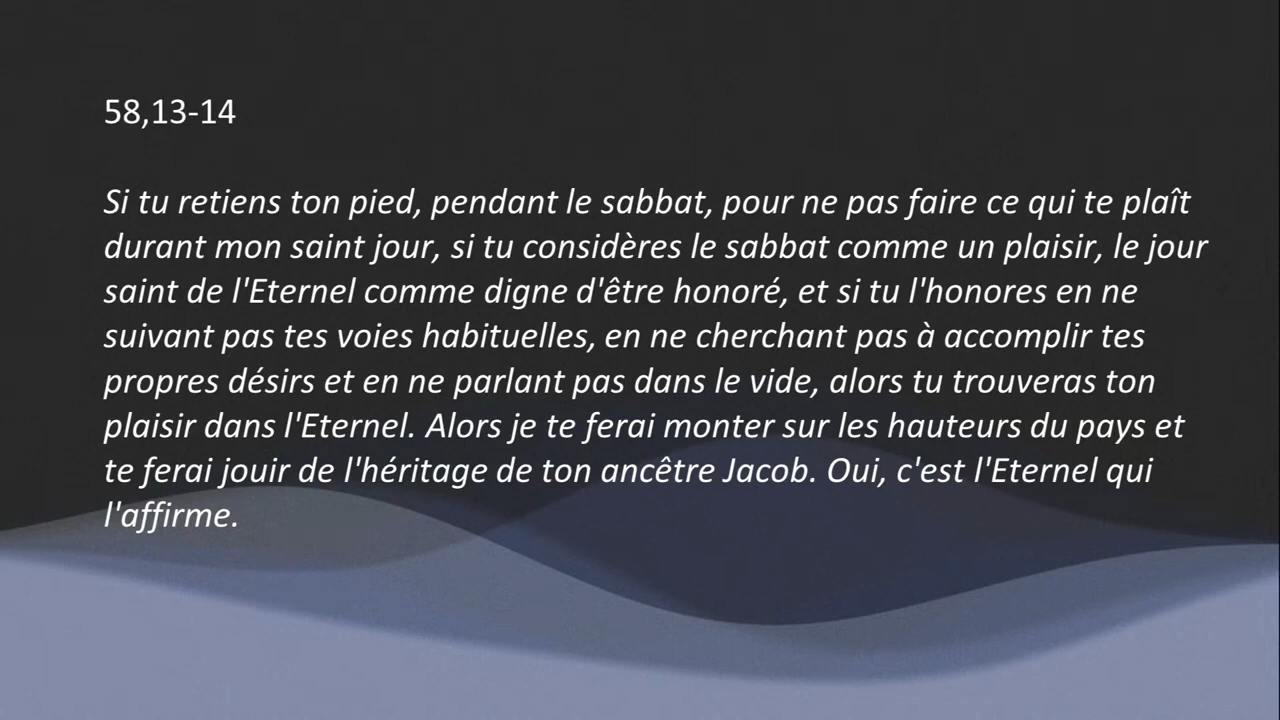 58,13-14
Si tu retiens ton pied, pendant le sabbat, pour ne pas faire ce qui te plaît
durant mon saint jour, si tu considères le sabbat comme un plaisir, le jour
saint de l'Eternel comme digne d'être honoré, et si tu l'honores en ne
suivant pas tes voies habituelles, en ne cherchant pas à accomplir tes
propres désirs et en ne parlant pas dans le vide, alors tu trouveras ton
plaisir dans l'Eternel. Alors je te ferai monter sur les hauteurs du pays et
te ferai jouir de l'héritage de ton ancêtre Jacob. Oui, c'est l'Eternel qui
l'affirme.